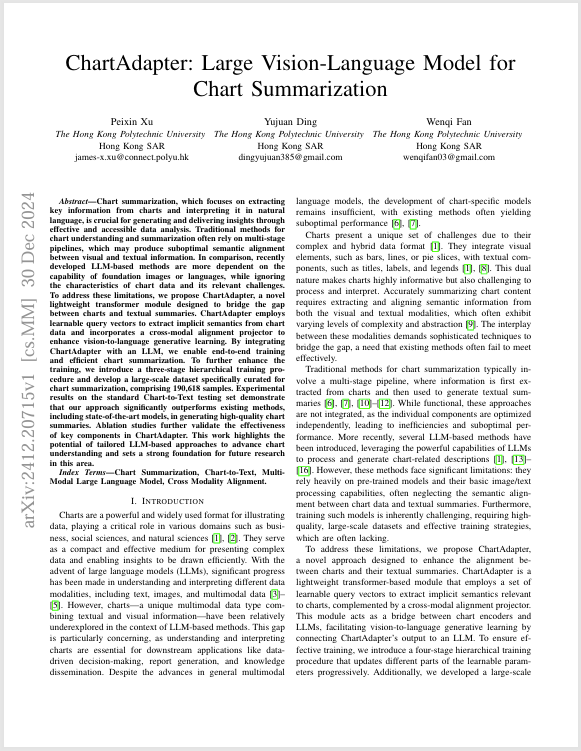 ChartAdapter: Large Vision-Language Model for
Chart Summarization
Peixin Xu
The Hong Kong Polytechnic University
Hong Kong SAR
james-x.xu@connect.polyu.hk
Yujuan Ding
The Hong Kong Polytechnic University
Hong Kong SAR
dingyujuan385@gmail.com
Wenqi Fan
The Hong Kong Polytechnic University
Hong Kong SAR
wenqifan03@gmail.com
arXiv:2412.20715v1 [cs.MM] 30 Dec 2024
Abstract—Chart summarization, which focuses on extracting
key information from charts and interpreting it in natural
language, is crucial for generating and delivering insights through
effective and accessible data analysis. Traditional methods for
chart understanding and summarization often rely on multi-stage
pipelines, which may produce suboptimal semantic alignment
between visual and textual information. In comparison, recently
developed LLM-based methods are more dependent on the
capability of foundation images or languages, while ignoring
the characteristics of chart data and its relevant challenges.
To address these limitations, we propose ChartAdapter, a novel
lightweight transformer module designed to bridge the gap
between charts and textual summaries. ChartAdapter employs
learnable query vectors to extract implicit semantics from chart
data and incorporates a cross-modal alignment projector to
enhance vision-to-language generative learning. By integrating
ChartAdapter with an LLM, we enable end-to-end training
and efficient chart summarization. To further enhance the
training, we introduce a three-stage hierarchical training pro-
cedure and develop a large-scale dataset specifically curated for
chart summarization, comprising 190,618 samples. Experimental
results on the standard Chart-to-Text testing set demonstrate
that our approach significantly outperforms existing methods,
including state-of-the-art models, in generating high-quality chart
summaries. Ablation studies further validate the effectiveness
of key components in ChartAdapter. This work highlights the
potential of tailored LLM-based approaches to advance chart
understanding and sets a strong foundation for future research
in this area.
Index Terms—Chart Summarization, Chart-to-Text, Multi-
Modal Large Language Model, Cross Modality Alignment.
I. INTRODUCTION
Charts are a powerful and widely used format for illustrating
data, playing a critical role in various domains such as busi-
ness, social sciences, and natural sciences [1], [2]. They serve
as a compact and effective medium for presenting complex
data and enabling insights to be drawn efficiently. With the
advent of large language models (LLMs), significant progress
has been made in understanding and interpreting different data
modalities, including text, images, and multimodal data [3]–
[5]. However, charts—a unique multimodal data type com-
bining textual and visual information—have been relatively
underexplored in the context of LLM-based methods. This gap
is particularly concerning, as understanding and interpreting
charts are essential for downstream applications like data-
driven decision-making, report generation, and knowledge
dissemination. Despite the advances in general multimodal
language models, the development of chart-specific models
remains insufficient, with existing methods often yielding
suboptimal performance [6], [7].
Charts present a unique set of challenges due to their
complex and hybrid data format [1]. They integrate visual
elements, such as bars, lines, or pie slices, with textual com-
ponents, such as titles, labels, and legends [1], [8]. This dual
nature makes charts highly informative but also challenging to
process and interpret. Accurately summarizing chart content
requires extracting and aligning semantic information from
both the visual and textual modalities, which often exhibit
varying levels of complexity and abstraction [9]. The interplay
between these modalities demands sophisticated techniques to
bridge the gap, a need that existing methods often fail to meet
effectively.
Traditional methods for chart summarization typically in-
volve a multi-stage pipeline, where information is first ex-
tracted from charts and then used to generate textual sum-
maries [6], [7], [10]–[12]. While functional, these approaches
are not integrated, as the individual components are optimized
independently, leading to inefficiencies and suboptimal per-
formance. More recently, several LLM-based methods have
been introduced, leveraging the powerful capabilities of LLMs
to process and generate chart-related descriptions [1], [13]–
[16]. However, these methods face significant limitations: they
rely heavily on pre-trained models and their basic image/text
processing capabilities, often neglecting the semantic align-
ment between chart data and textual summaries. Furthermore,
training such models is inherently challenging, requiring high-
quality, large-scale datasets and effective training strategies,
which are often lacking.
To address these limitations, we propose ChartAdapter,
a novel approach designed to enhance the alignment be-
tween charts and their textual summaries. ChartAdapter is a
lightweight transformer-based module that employs a set of
learnable query vectors to extract implicit semantics relevant
to charts, complemented by a cross-modal alignment projector.
This module acts as a bridge between chart encoders and
LLMs, facilitating vision-to-language generative learning by
connecting ChartAdapter's output to an LLM. To ensure ef-
fective training, we introduce a four-stage hierarchical training
procedure that updates different parts of the learnable param-
eters progressively. Additionally, we developed a large-scale